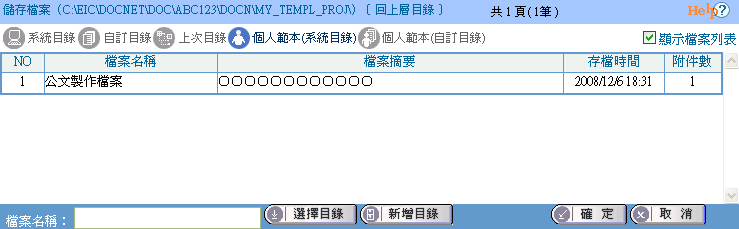 儲存檔案（C:\EIC\DOCNET\DOC\ABC123\DOCN\MY_TEMPL_PROJ\）〔 回上層目錄 〕 共 1 頁(1筆) Help?
系統目錄 自訂目錄 上次目錄 個人範本(系統目錄) 個人範本(自訂目錄) 顯示檔案列表
NO 檔案名稱 檔案摘要 存檔時間 附件數
1 公文製作檔案 〇〇〇〇〇〇〇〇〇〇〇〇 2008/12/6 18:31 1
檔案名稱： 選擇目錄 新增目錄 確 定 取 消